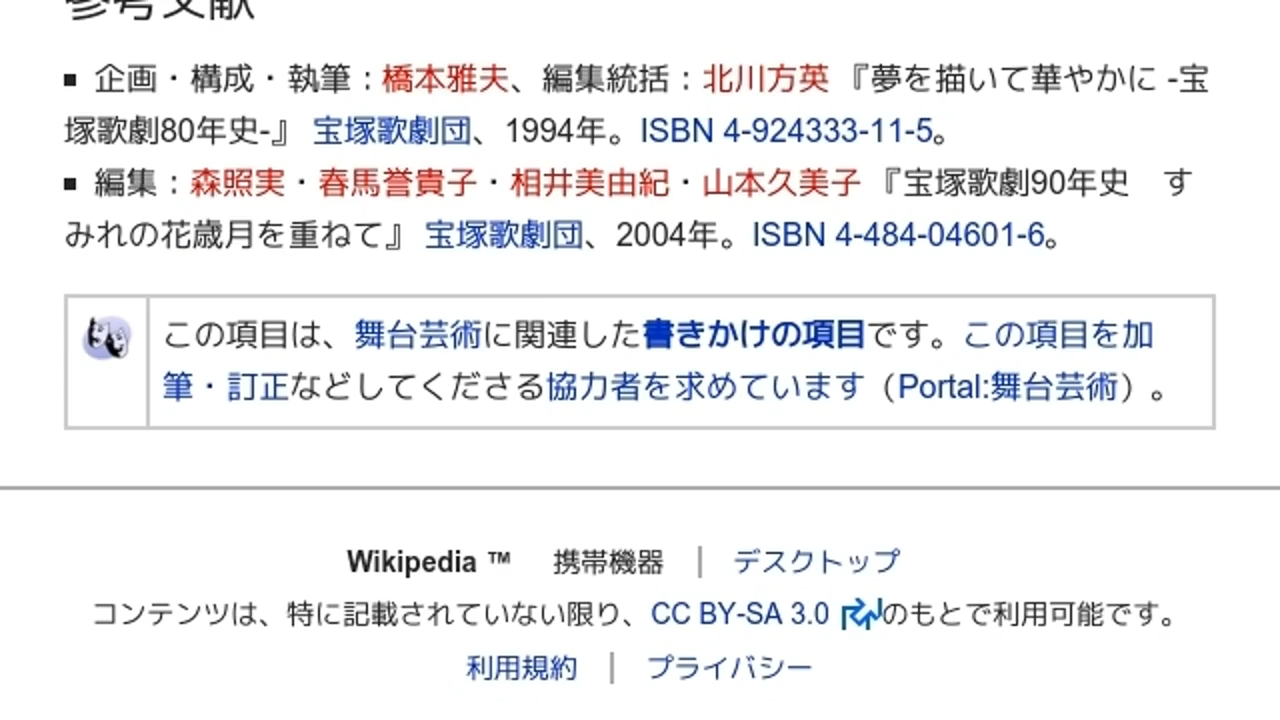 参考文献
▪ 企画・構成・執筆：橋本雅夫、編集統括：北川方英 『夢を描いて華やかに -宝
塚歌劇80年史-』 宝塚歌劇団、1994年。ISBN 4-924333-11-5。
▪ 編集：森照実・春馬誉貴子・相井美由紀・山本久美子 『宝塚歌劇90年史　す
みれの花歳月を重ねて』 宝塚歌劇団、2004年。ISBN 4-484-04601-6。
この項目は、舞台芸術に関連した書きかけの項目です。この項目を加
筆・訂正などしてくださる協力者を求めています（Portal:舞台芸術）。
Wikipedia ™ 携帯機器 | デスクトップ
コンテンツは、特に記載されていない限り、CC BY-SA 3.0 のもとで利用可能です。
利用規約 | プライバシー